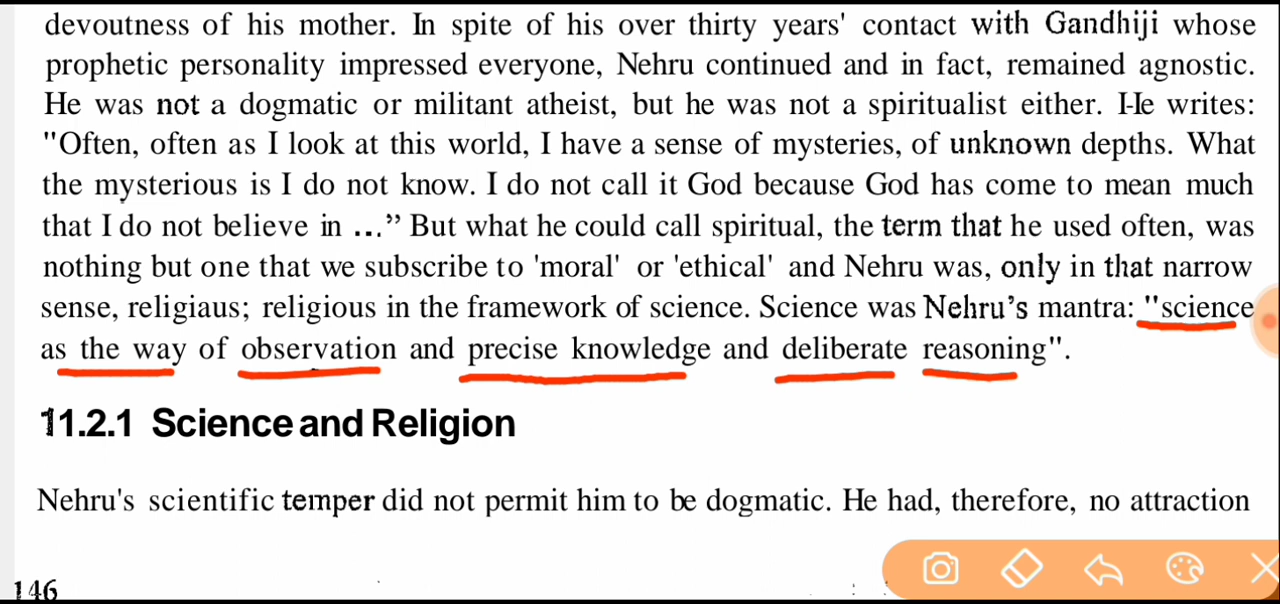 devoutness of his mother. In spite of his over thirty years' contact with Gandhiji whose
prophetic personality impressed everyone, Nehru continued and in fact, remained agnostic.
He was not a dogmatic or militant atheist, but he was not a spiritualist either. I-Ie writes:
"Often, often as I look at this world, I have a sense of mysteries, of unknown depths. What
the mysterious is I do not know. I do not call it God because God has come to mean much
that I do not believe in ...” But what he could call spiritual, the term that he used often, was
nothing but one that we subscribe to 'moral' or 'ethical' and Nehru was, only in that narrow
sense, religiaus; religious in the framework of science. Science was Nehru’s mantra: "science
as the way of observation and precise knowledge and deliberate reasoning".
11.2.1 Science and Religion
Nehru's scientific temper did not permit him to be dogmatic. He had, therefore, no attraction
146